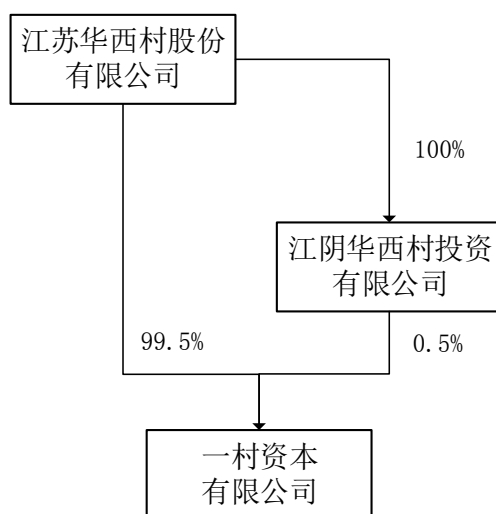 江苏华西村股份
有限公司
100%
江阴华西村投资
有限公司
99.5%
0.5%
一村资本
有限公司